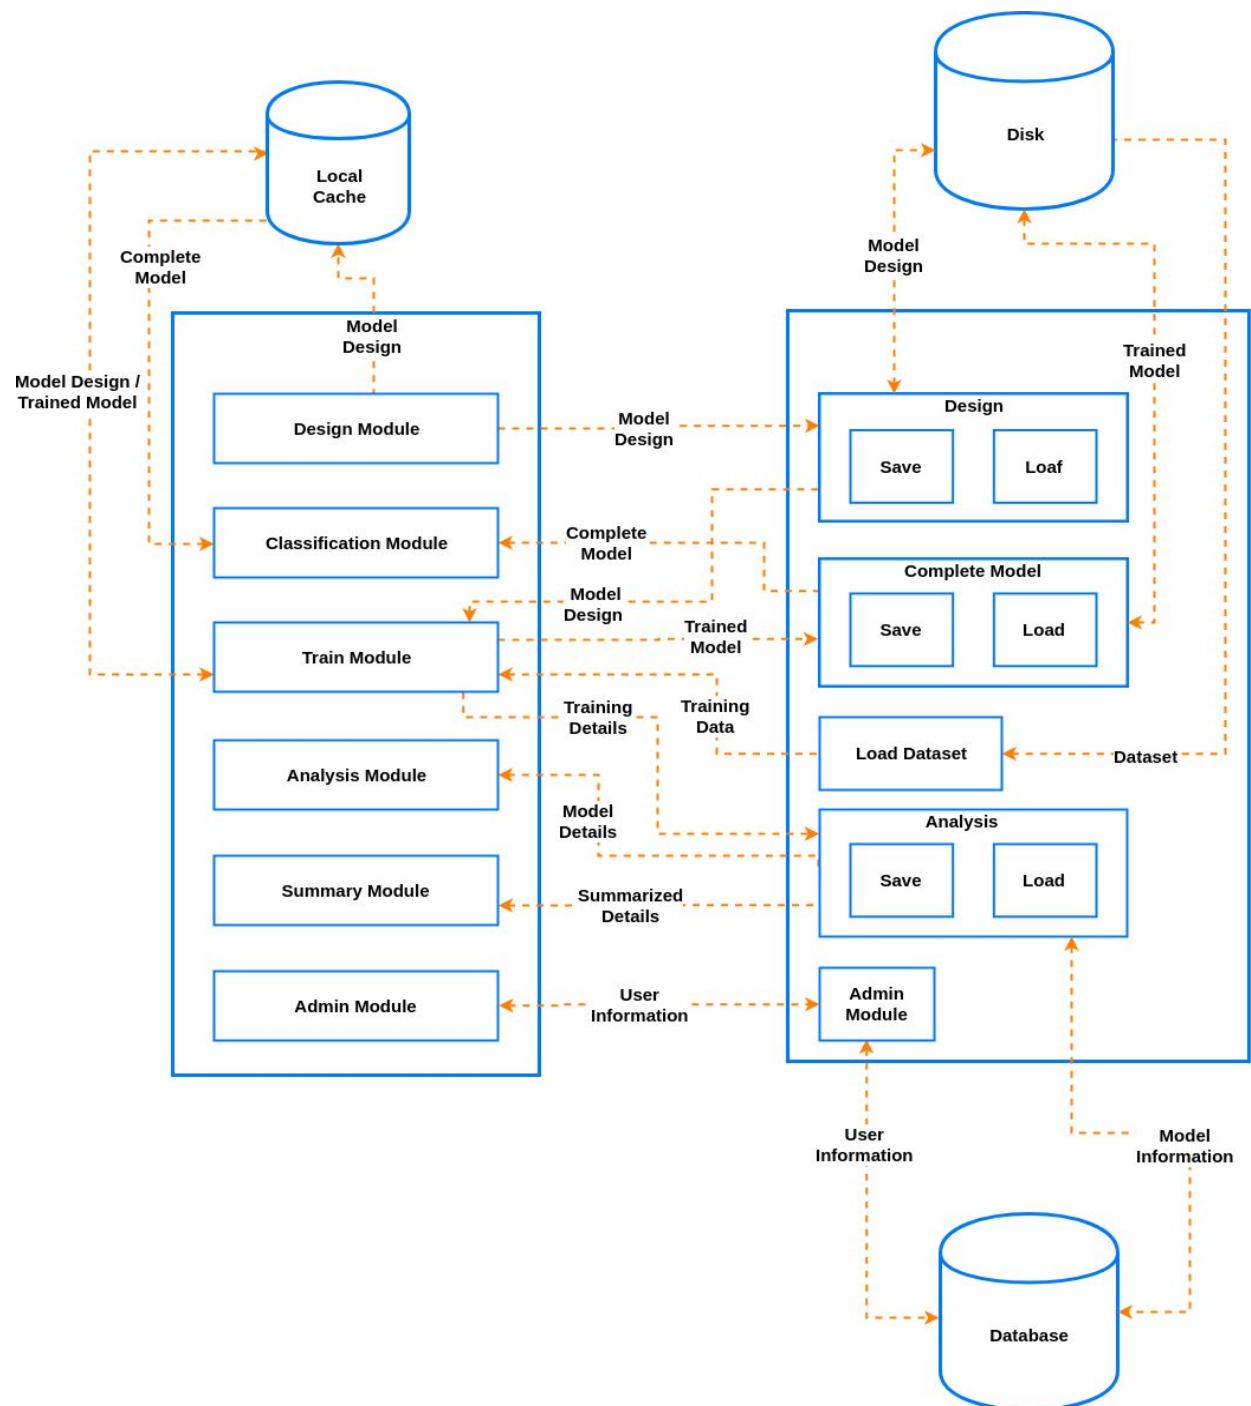 Disk
Local
Cache
Model
Design
Complete
Model
Model
Design
Trained
Model
Model Design /
Trained Model
Design Module
Model
Design
Design
Save
Loaf
Classification Module
Complete
Model
Complete Model
Save
Load
Model
Design
Train Module
Trained
Model
Training
Details
Training
Data
Load Dataset
Dataset
Analysis Module
Model
Details
Analysis
Save
Load
Summary Module
Summarized
Details
Admin Module
User
Information
Admin
Module
User
Information
Model
Information
Database